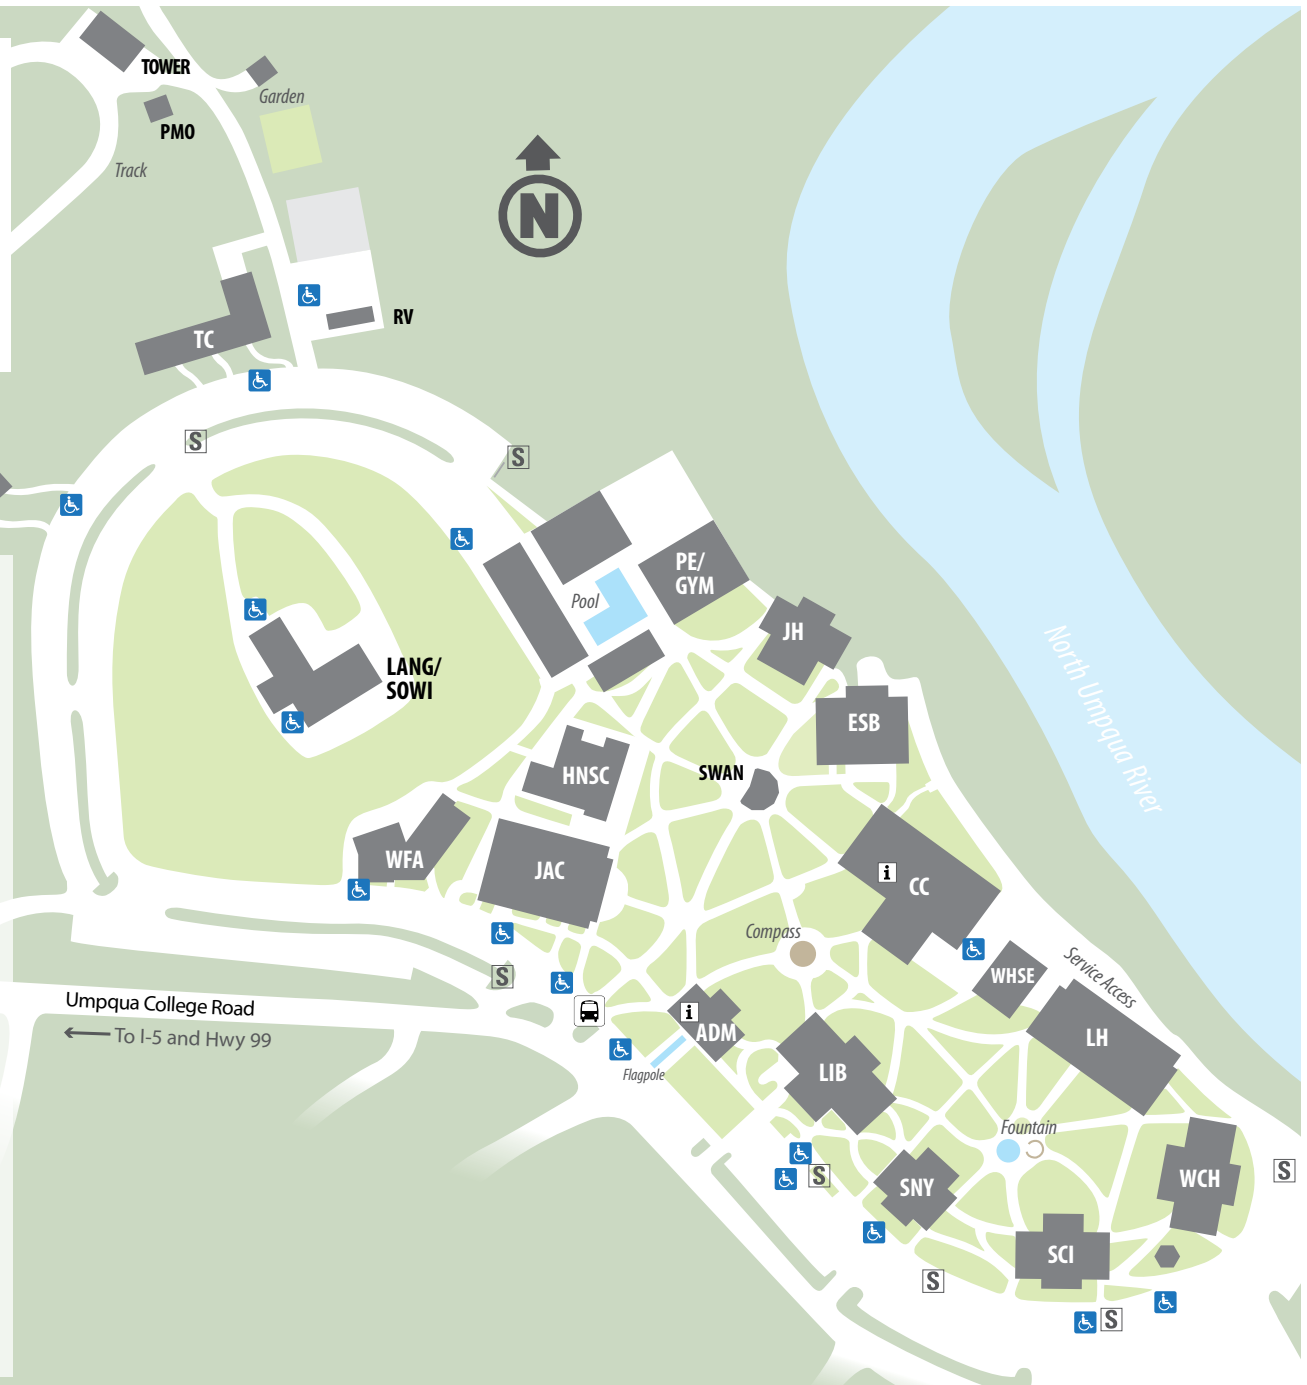 TOWER
Garden
PMO
Track
N
RV
TC
S
S
PE/
GYM
Pool
JH
LANG/
SOWI
North Umpqua River
ESB
HNSC
SWAN
WFA
JAC
i
CC
Compass
Service Access
S
WHSE
Umpqua College Road
To I-5 and Hwy 99
i
ADM
LH
Flagpole
LIB
Fountain
S
S
WCH
SNY
SCI
S
S